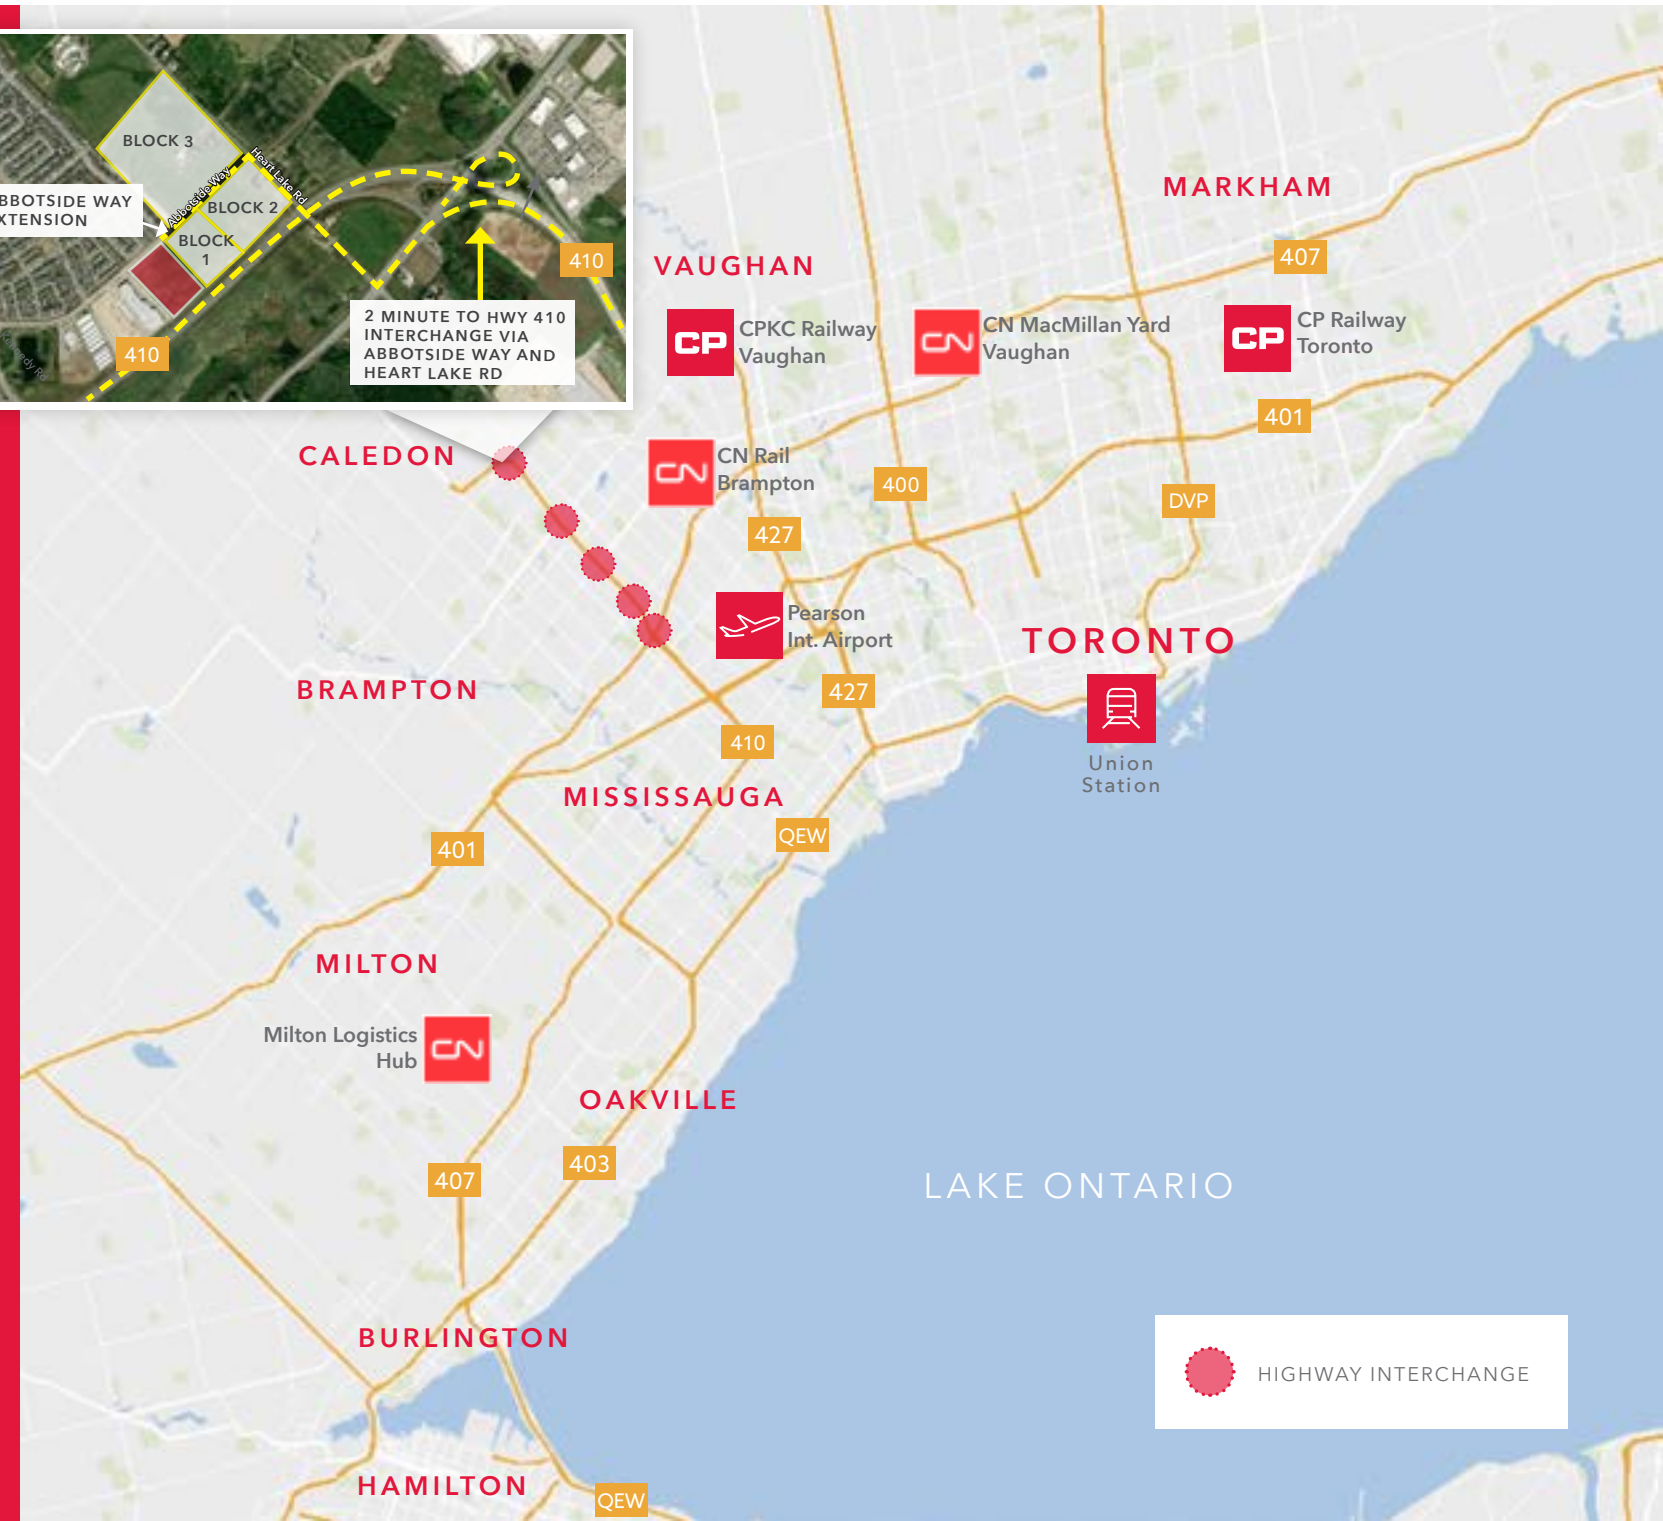 BLOCK 3
Heart Lake Rd
Abbotside Way
BLOCK 2
BBOTSIDE WAY
XTENSION
BLOCK
1
410
410
2 MINUTE TO HWY 410
INTERCHANGE VIA
ABBOTSIDE WAY AND
HEART LAKE RD
MARKHAM
407
VAUGHAN
CP
CPKC Railway
Vaughan
CN
CN MacMillan Yard
Vaughan
CP
CP Railway
Toronto
401
CALEDON
CN
CN Rail
Brampton
400
DVP
427
Pearson
Int. Airport
TORONTO
BRAMPTON
427
410
Union
Station
MISSISSAUGA
QEW
401
MILTON
Milton Logistics
Hub
CN
OAKVILLE
403
407
LAKE ONTARIO
BURLINGTON
HIGHWAY INTERCHANGE
HAMILTON
QEW